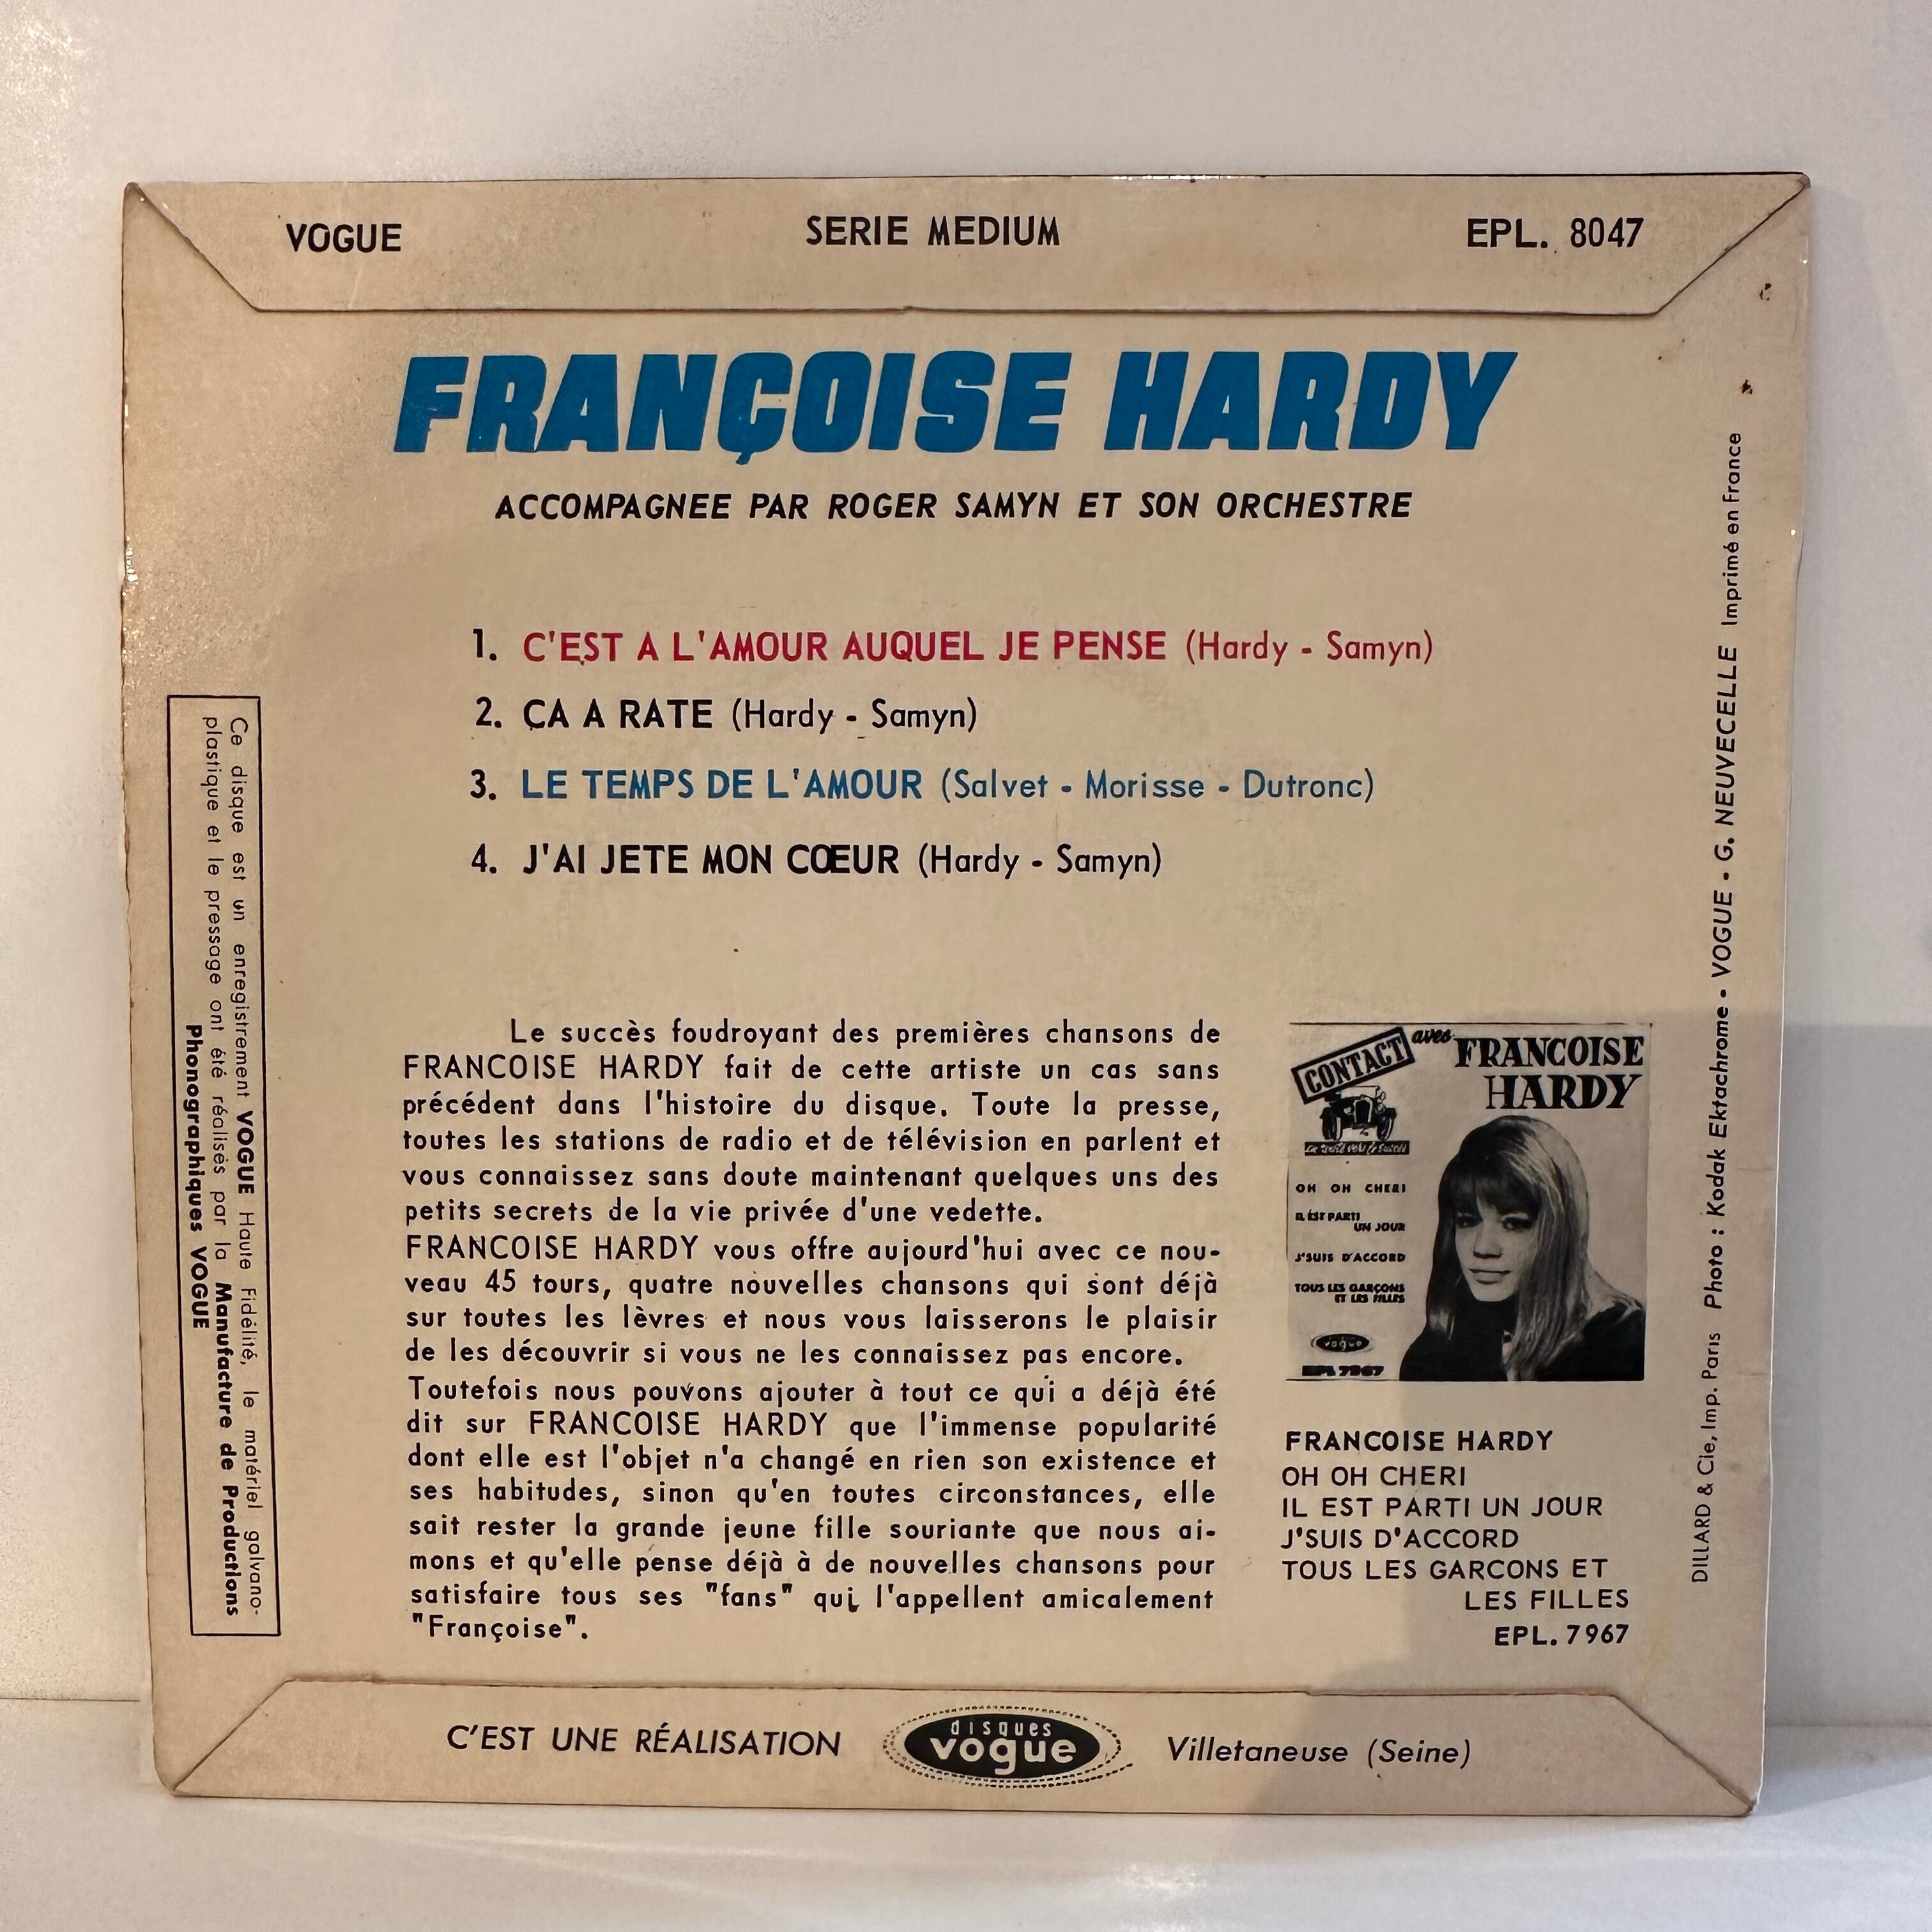 VOGUE SERIE MEDIUM EPL. 8047
FRANÇOISE HARDY
ACCOMPAGNEE PAR ROGER SAMYN ET SON ORCHESTRE
1. C'EST A L'AMOUR AUQUEL JE PENSE (Hardy - Samyn)
2. ÇA A RATE (Hardy - Samyn)
3. LE TEMPS DE L'AMOUR (Salvet - Morisse - Dutronc)
4. J'AI JETE MON CŒUR (Hardy - Samyn)
Ce disque est un enregistrement VOGUE Haute Fidélité, le matériel galvano-
plastique et le pressage ont été réalisés par la Manufacture de Productions
Phonographiques VOGUE
Le succès foudroyant des premières chansons de
FRANCOISE HARDY fait de cette artiste un cas sans
précédent dans l'histoire du disque. Toute la presse,
toutes les stations de radio et de télévision en parlent et
vous connaissez sans doute maintenant quelques uns des
petits secrets de la vie privée d'une vedette.
FRANCOISE HARDY vous offre aujourd'hui avec ce nou-
veau 45 tours, quatre nouvelles chansons qui sont déjà
sur toutes les lèvres et nous vous laisserons le plaisir
de les découvrir si vous ne les connaissez pas encore.
Toutefois nous pouvons ajouter à tout ce qui a déjà été
dit sur FRANCOISE HARDY que l'immense popularité
dont elle est l'objet n'a changé en rien son existence et
ses habitudes, sinon qu'en toutes circonstances, elle
sait rester la grande jeune fille souriante que nous ai-
mons et qu'elle pense déjà à de nouvelles chansons pour
satisfaire tous ses "fans" qui l'appellent amicalement
"Françoise".
CONTACT avec FRANCOISE
HARDY
OH OH CHERI
IL EST PARTI
UN JOUR
J'SUIS D'ACCORD
TOUS LES GARÇONS
ET LES FILLES
vogue
EPL 7967
FRANCOISE HARDY
OH OH CHERI
IL EST PARTI UN JOUR
J'SUIS D'ACCORD
TOUS LES GARCONS ET
LES FILLES
EPL. 7967
DILLARD & Cie, Imp. Paris Photo : Kodak Ektachrome - VOGUE - G. NEUVECELLE Imprimé en France
C'EST UNE RÉALISATION disques vogue Villetaneuse (Seine)